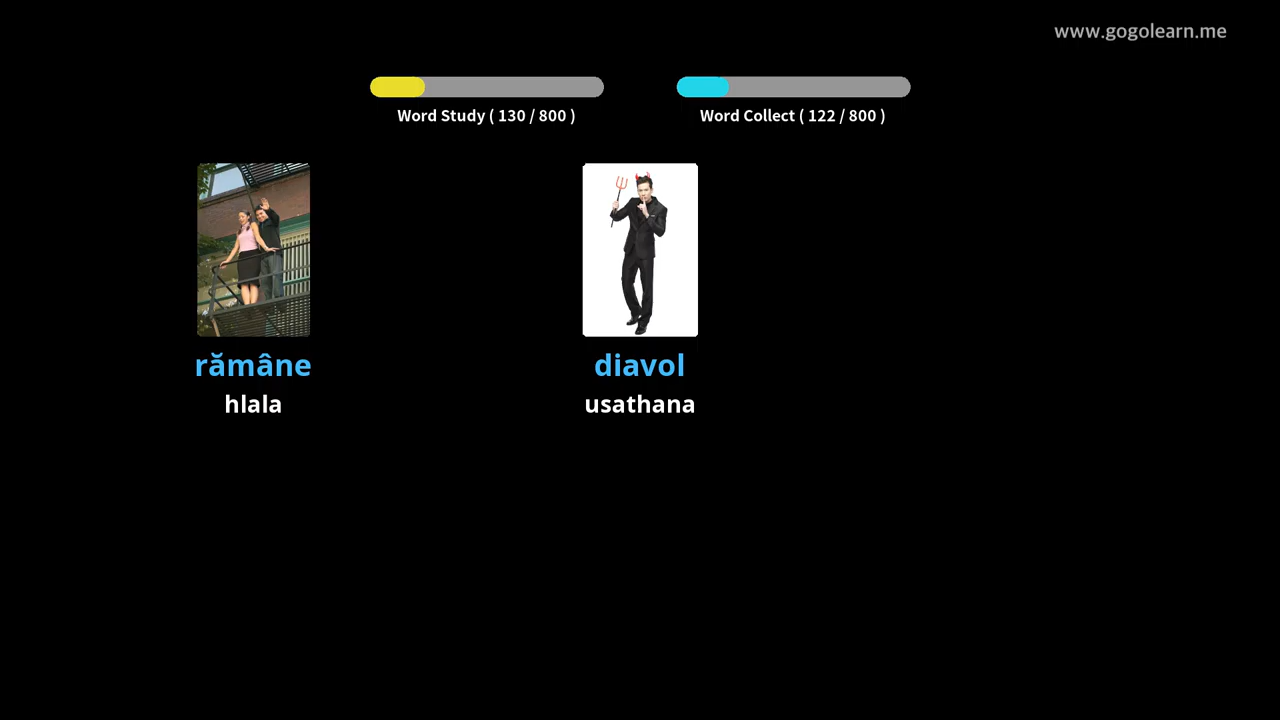 www.gogolearn.me
Word Study ( 130 / 800 )
Word Collect ( 122 / 800 )
rămâne
hlala
diavol
usathana